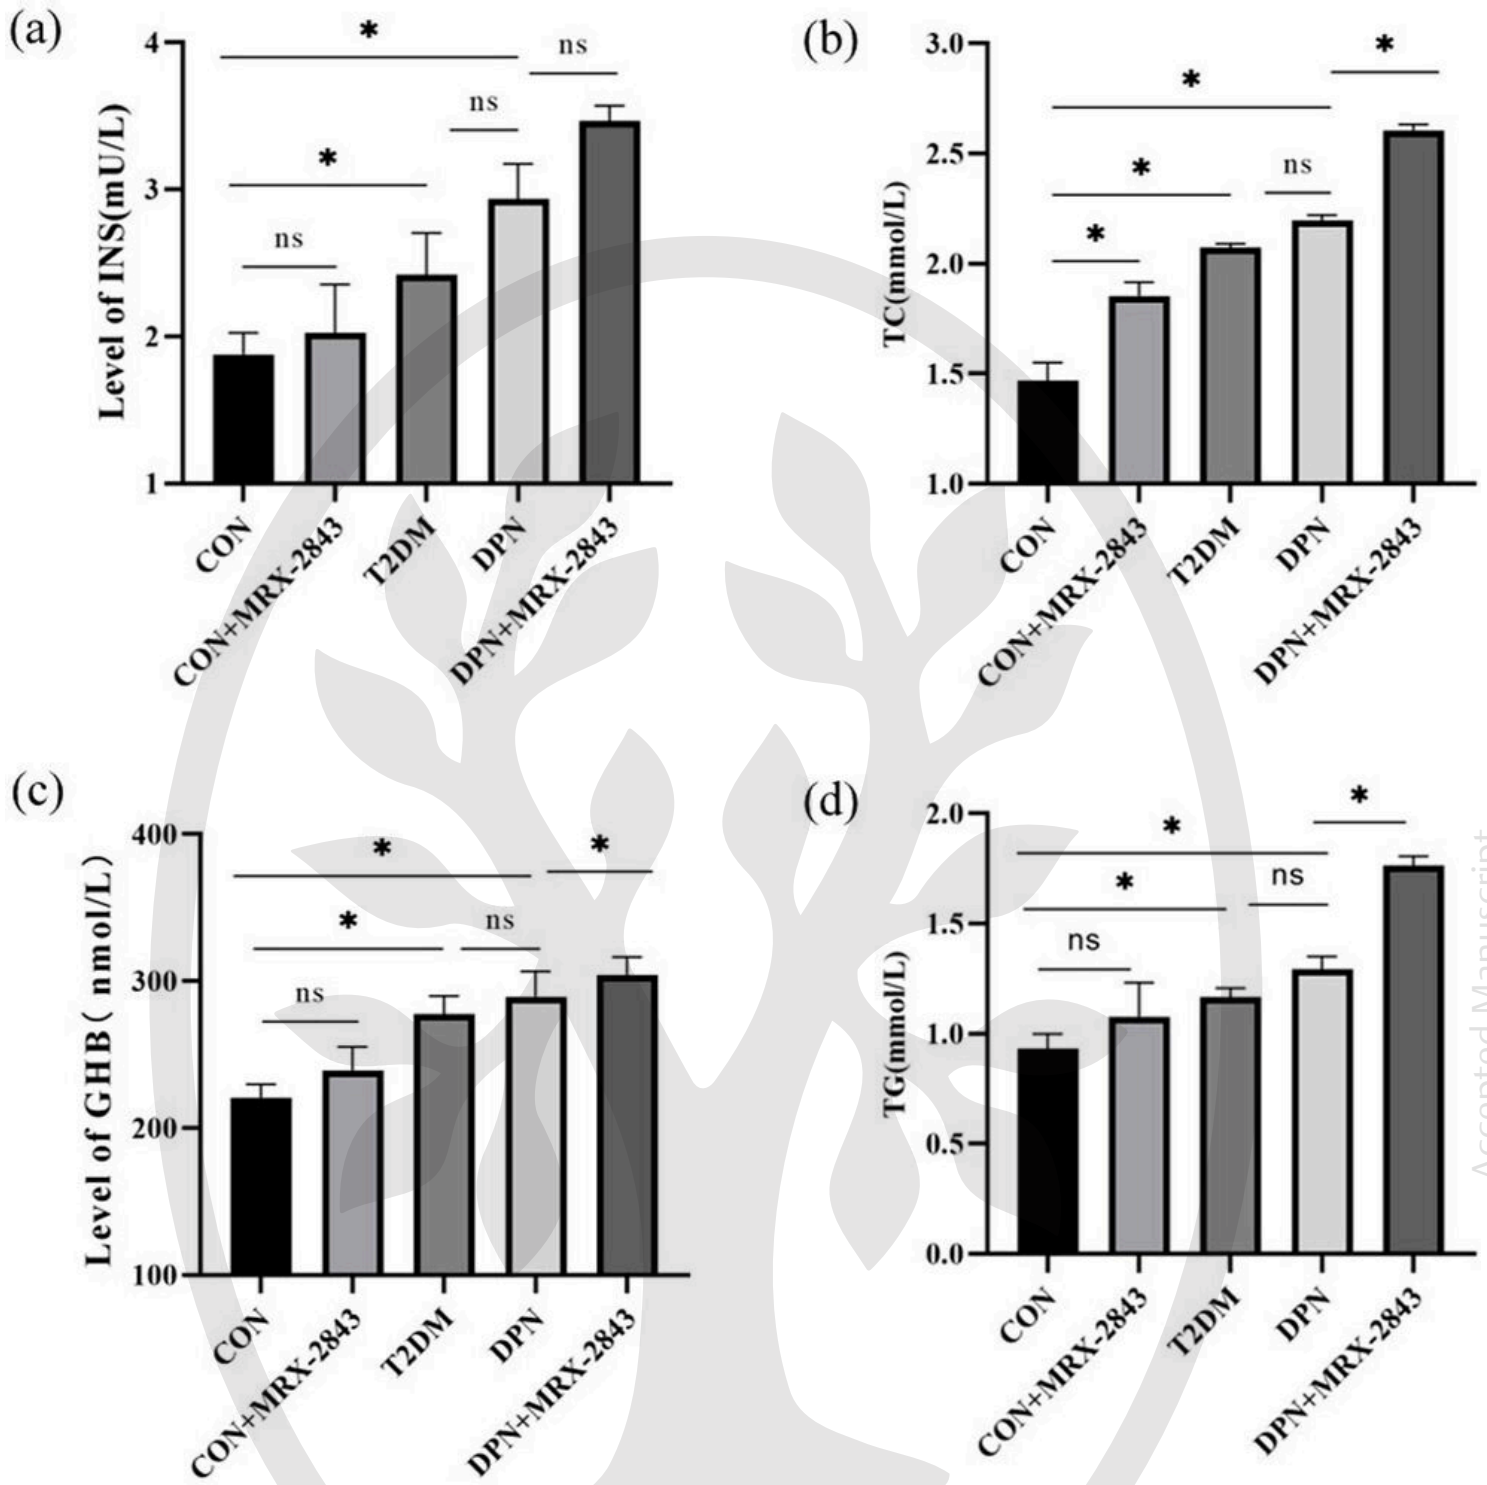 (a)
Level of INS(mU/L)
4
3
2
1
*
ns
ns
*
ns
CON
CON+MRX-2843
T2DM
DPN
DPN+MRX-2843
(b)
TC(mmol/L)
3.0
2.5
2.0
1.5
1.0
*
*
*
ns
*
CON
CON+MRX-2843
T2DM
DPN
DPN+MRX-2843
(c)
Level of GHB( nmol/L)
400
300
200
100
*
*
*
ns
ns
CON
CON+MRX-2843
T2DM
DPN
DPN+MRX-2843
(d)
TG(mmol/L)
2.0
1.5
1.0
0.5
0.0
*
*
*
ns
ns
CON
CON+MRX-2843
T2DM
DPN
DPN+MRX-2843
Accepted Manuscript